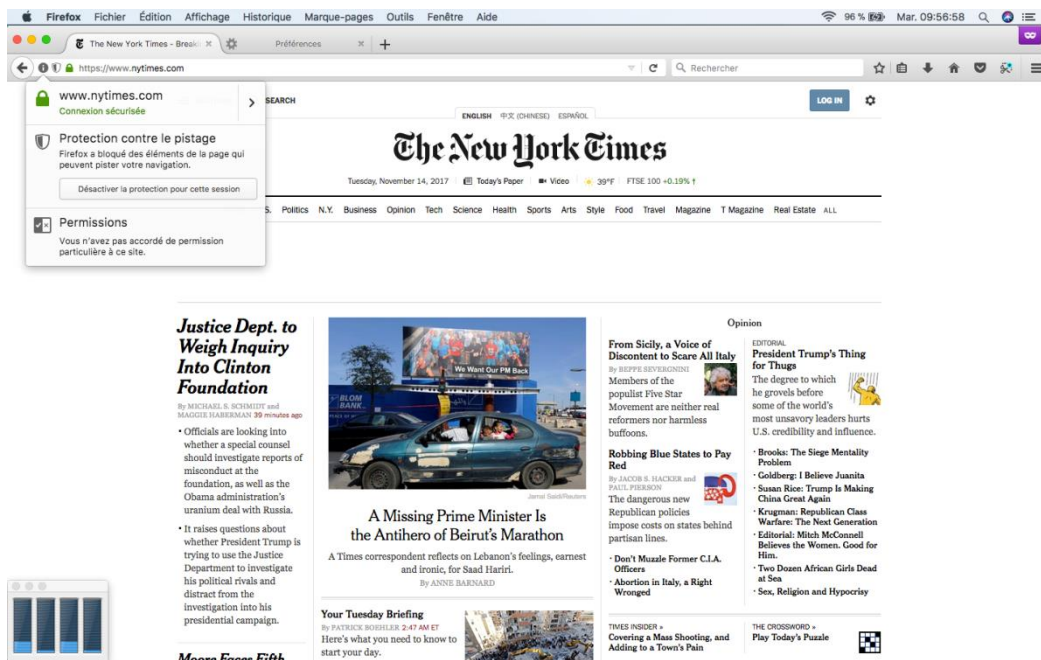 Firefox Fichier Édition Affichage Historique Marque-pages Outils Fenêtre Aide
96 % Mar. 09:56:58
The New York Times - Break
Préférences
https://www.nytimes.com
Rechercher
www.nytimes.com
Connexion sécurisée
Protection contre le pistage
Firefox a bloqué des éléments de la page qui
peuvent pister votre navigation.
Désactiver la protection pour cette session
Permissions
Vous n'avez pas accordé de permission
particulière à ce site.
SEARCH
LOG IN
ENGLISH 中文 (CHINESE) ESPAÑOL
The New York Times
Tuesday, November 14, 2017 Today's Paper Video 39°F FTSE 100 +0.19% ↑
S. Politics N.Y. Business Opinion Tech Science Health Sports Arts Style Food Travel Magazine T Magazine Real Estate ALL
Justice Dept. to
Weigh Inquiry
Into Clinton
Foundation
By MICHAEL S. SCHMIDT and
MAGGIE HABERMAN 39 minutes ago
• Officials are looking into
whether a special counsel
should investigate reports of
misconduct at the
foundation, as well as the
Obama administration's
uranium deal with Russia.
• It raises questions about
whether President Trump is
trying to use the Justice
Department to investigate
his political rivals and
distract from the
investigation into his
presidential campaign.
Moore Faces Fifth
We Want Our PM Back
BLOM
BANK
Jamal Saidi/Reuters
A Missing Prime Minister Is
the Antihero of Beirut's Marathon
A Times correspondent reflects on Lebanon's feelings, earnest
and ironic, for Saad Hariri.
By ANNE BARNARD
Your Tuesday Briefing
By PATRICK BOEHLER 2:47 AM ET
Here's what you need to know to
start your day.
Opinion
From Sicily, a Voice of
Discontent to Scare All Italy
By BEPPE SEVERGNINI
Members of the
populist Five Star
Movement are neither real
reformers nor harmless
buffoons.
Robbing Blue States to Pay
Red
By JACOB S. HACKER and
PAUL PIERSON
The dangerous new
Republican policies
impose costs on states behind
partisan lines.
· Don't Muzzle Former C.I.A.
Officers
· Abortion in Italy, a Right
Wronged
EDITORIAL
President Trump's Thing
for Thugs
The degree to which
he grovels before
some of the world's
most unsavory leaders hurts
U.S. credibility and influence.
· Brooks: The Siege Mentality
Problem
· Goldberg: I Believe Juanita
· Susan Rice: Trump Is Making
China Great Again
· Krugman: Republican Class
Warfare: The Next Generation
· Editorial: Mitch McConnell
Believes the Women. Good for
Him.
· Two Dozen African Girls Dead
at Sea
· Sex, Religion and Hypocrisy
TIMES INSIDER »
Covering a Mass Shooting, and
Adding to a Town's Pain
THE CROSSWORD »
Play Today's Puzzle